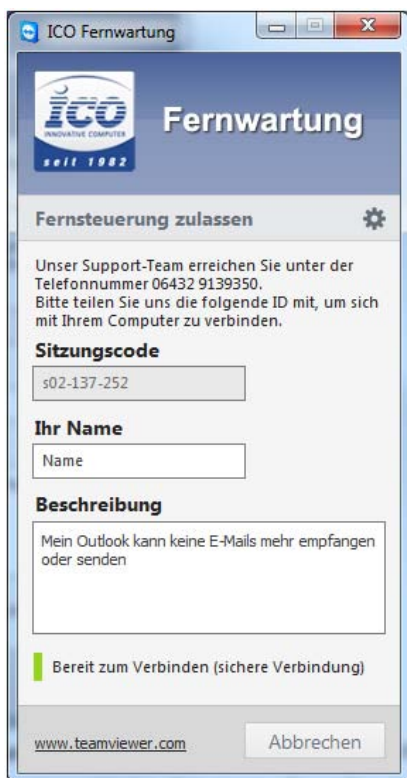 ICO Fernwartung
ico
INNOVATIVE COMPUTER
seit 1982
Fernwartung
Fernsteuerung zulassen
Unser Support-Team erreichen Sie unter der
Telefonnummer 06432 9139350.
Bitte teilen Sie uns die folgende ID mit, um sich
mit Ihrem Computer zu verbinden.
Sitzungscode
s02-137-252
Ihr Name
Name
Beschreibung
Mein Outlook kann keine E-Mails mehr empfangen
oder senden
Bereit zum Verbinden (sichere Verbindung)
www.teamviewer.com
Abbrechen